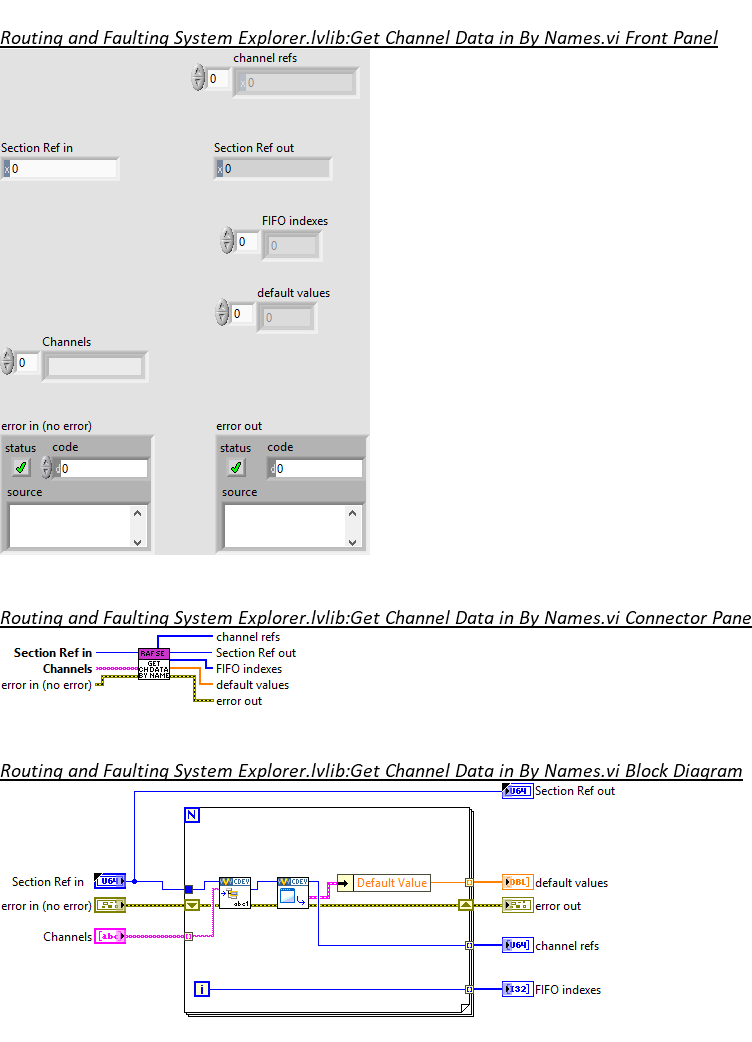 Routing and Faulting System Explorer.lvlib:Get Channel Data in By Names.vi Front Panel
channel refs
0
x 0
Section Ref in
Section Ref out
x 0
x 0
FIFO indexes
0
0
default values
0
0
Channels
0
error in (no error)
error out
status
code
status
code
d 0
d 0
source
source
Routing and Faulting System Explorer.lvlib:Get Channel Data in By Names.vi Connector Pane
channel refs
Section Ref in
RAF SE
Section Ref out
Channels
GET
CH DATA
BY NAME
FIFO indexes
error in (no error)
default values
error out
Routing and Faulting System Explorer.lvlib:Get Channel Data in By Names.vi Block Diagram
U64
Section Ref out
N
Section Ref in
U64
CDEV
abc1
CDEV
Default Value
DBL]
default values
error in (no error)
error out
Channels
[abc
U64]
channel refs
i
I32]
FIFO indexes